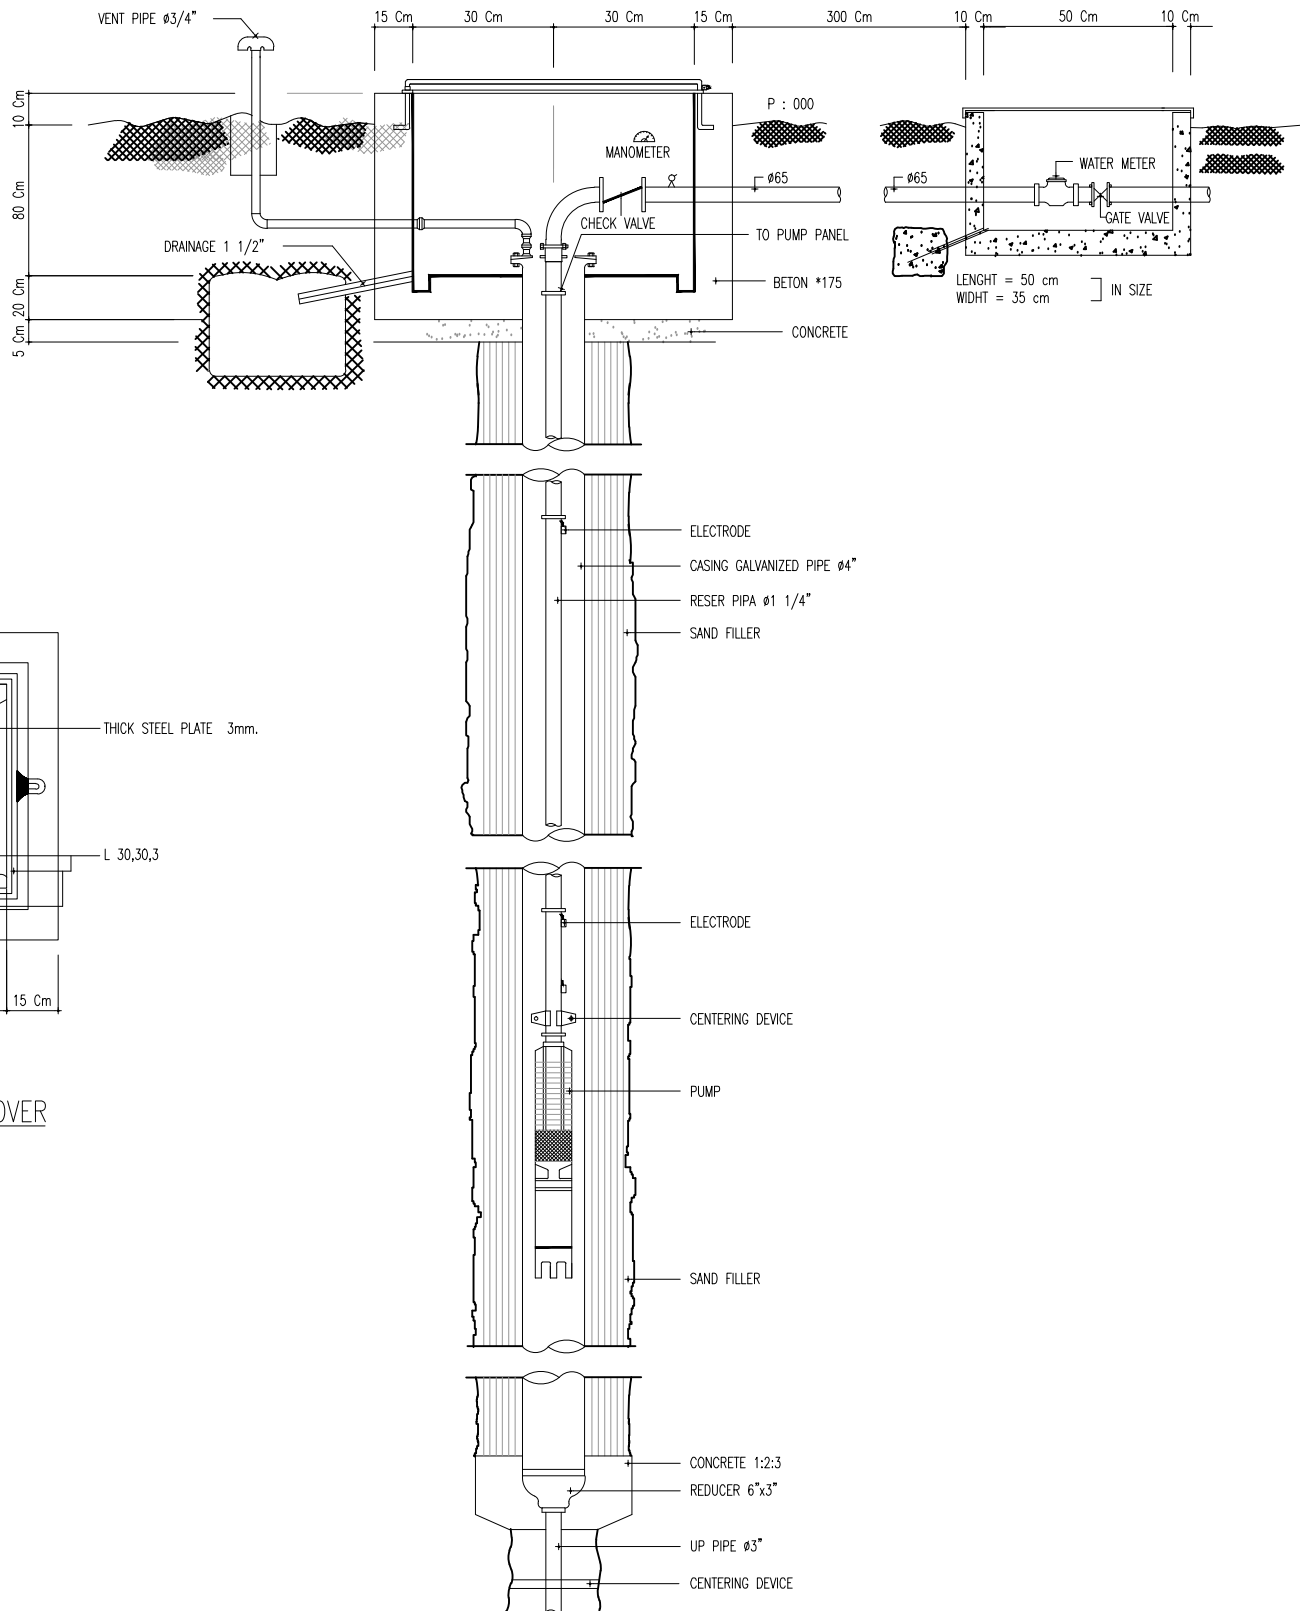 VENT PIPE ø3/4"
15 Cm
30 Cm
30 Cm
15 Cm
300 Cm
10 Cm
50 Cm
10 Cm
10 Cm
80 Cm
20 Cm
5 Cm
P : 000
MANOMETER
ø65
ø65
WATER METER
CHECK VALVE
GATE VALVE
TO PUMP PANEL
DRAINAGE 1 1/2"
BETON *175
LENGHT = 50 cm
WIDHT = 35 cm
IN SIZE
CONCRETE
ELECTRODE
CASING GALVANIZED PIPE ø4"
RESER PIPA ø1 1/4"
SAND FILLER
THICK STEEL PLATE 3mm.
L 30,30,3
ELECTRODE
15 Cm
CENTERING DEVICE
PUMP
OVER
SAND FILLER
CONCRETE 1:2:3
REDUCER 6"x3"
UP PIPE ø3"
CENTERING DEVICE